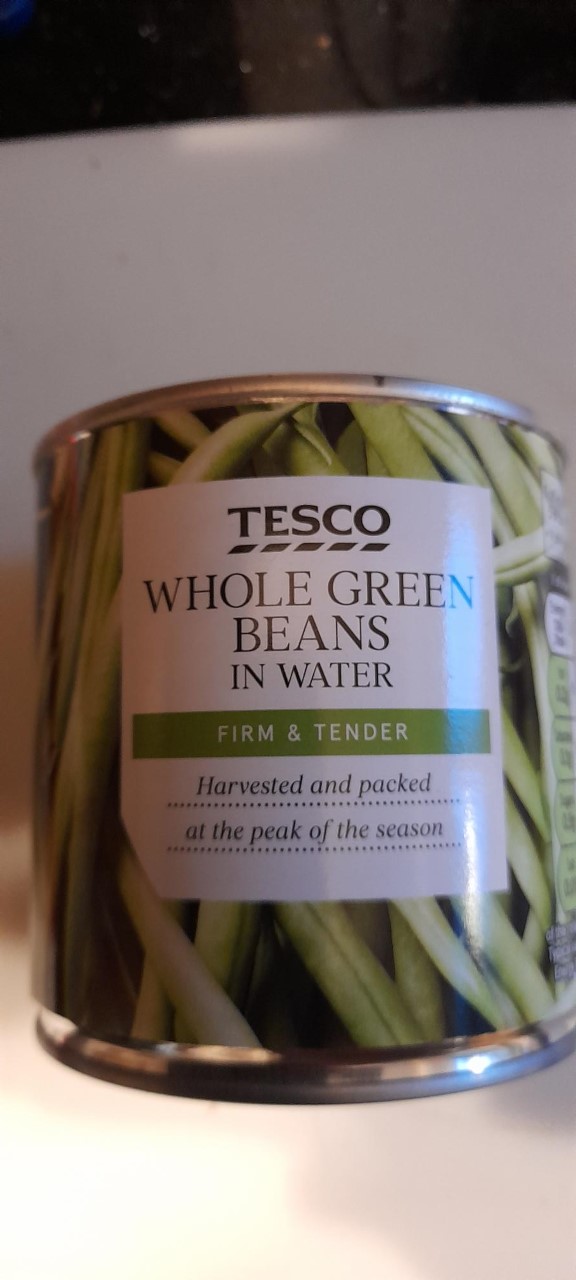 TESCO
WHOLE GREEN
BEANS
IN WATER
FIRM & TENDER
Harvested and packed
at the peak of the season